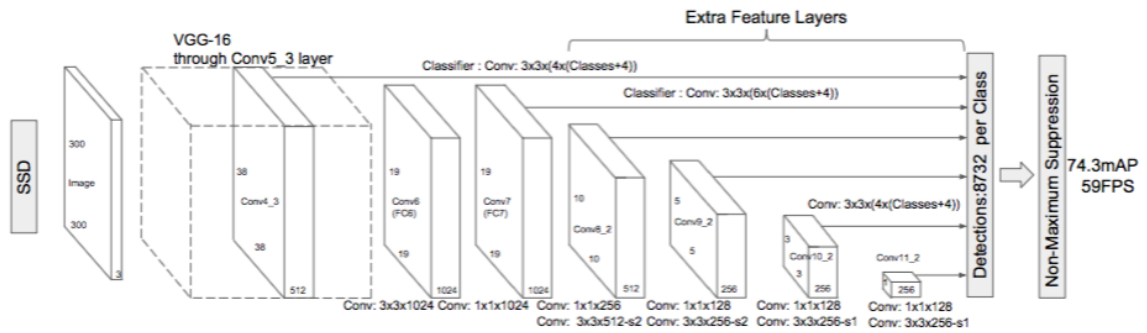 Extra Feature Layers
VGG-16
through Conv5_3 layer
Classifier : Conv: 3x3x(4x(Classes+4))
Classifier : Conv: 3x3x(6x(Classes+4))
SSD
300
Image
300
3
38
Conv4_3
38
512
19
Conv6
(FC6)
19
1024
19
Conv7
(FC7)
19
1024
10
Conv8_2
10
512
5
Conv9_2
5
256
Conv: 3x3x(4x(Classes+4))
3
Conv10_2
3
256
Conv11_2
256
Detections:8732 per Class
Non-Maximum Suppression
74.3mAP
59FPS
Conv: 3x3x1024
Conv: 1x1x1024
Conv: 1x1x256
Conv: 3x3x512-s2
Conv: 1x1x128
Conv: 3x3x256-s2
Conv: 1x1x128
Conv: 3x3x256-s1
Conv: 1x1x128
Conv: 3x3x256-s1